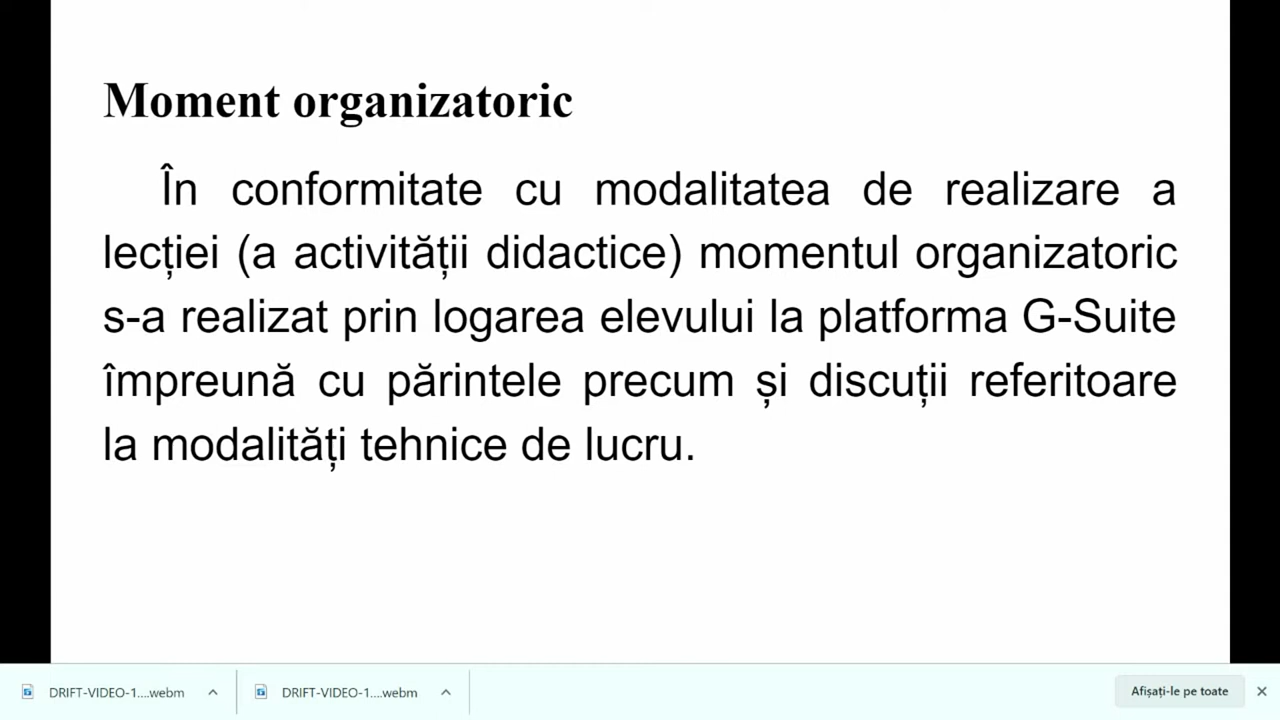 Moment organizatoric
În conformitate cu modalitatea de realizare a
lecției (a activității didactice) momentul organizatoric
s-a realizat prin logarea elevului la platforma G-Suite
împreună cu părintele precum și discuții referitoare
la modalități tehnice de lucru.
DRIFT-VIDEO-1....webm
DRIFT-VIDEO-1....webm
Afișați-le pe toate